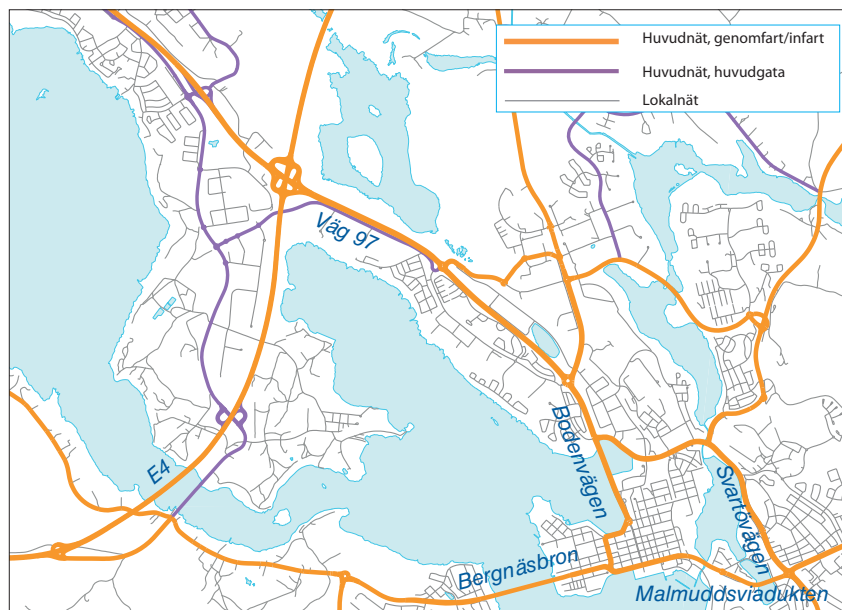 Huvudnät, genomfart/infart
Huvudnät, huvudgata
Lokalnät
Väg 97
E4
Bodenvägen
Svartövägen
Bergnäsbron
Malmuddsviadukten